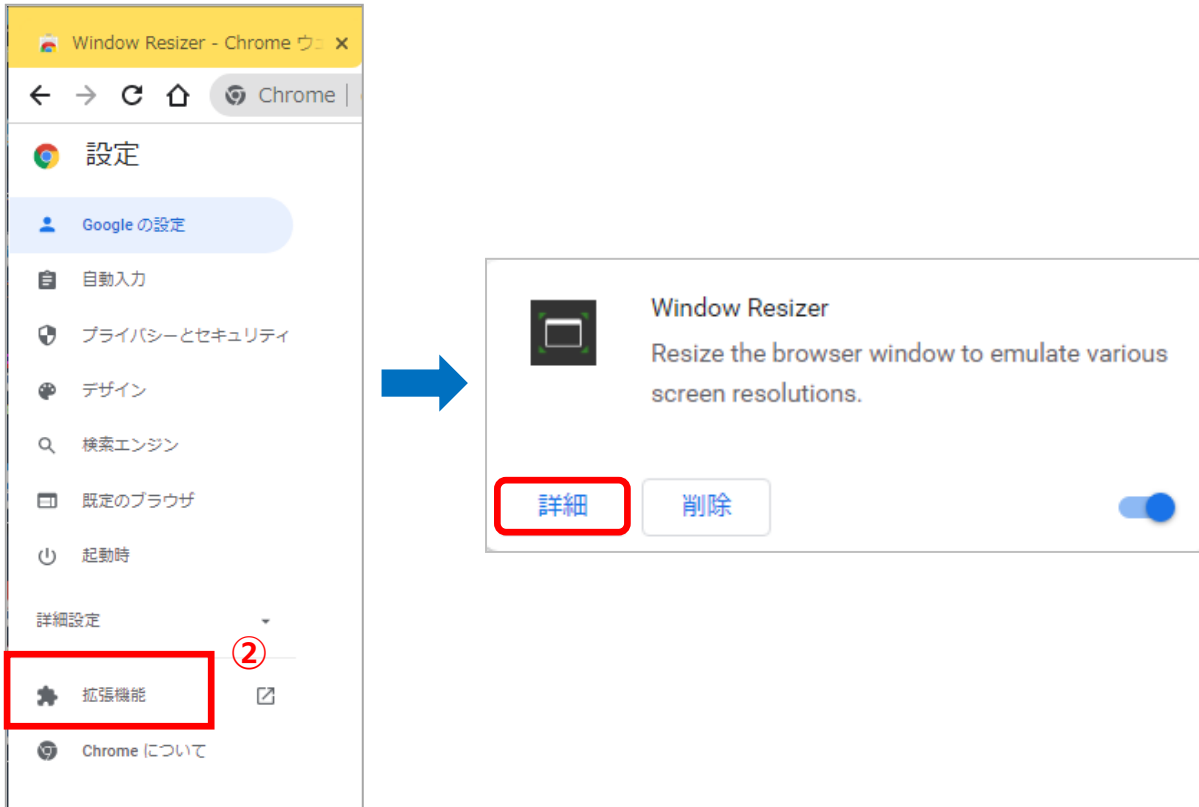 Window Resizer - Chrome ウェ
Chrome
設定
Google の設定
自動入力
プライバシーとセキュリティ
デザイン
検索エンジン
既定のブラウザ
起動時
詳細設定
②
拡張機能
Chrome について
Window Resizer
Resize the browser window to emulate various
screen resolutions.
詳細
削除